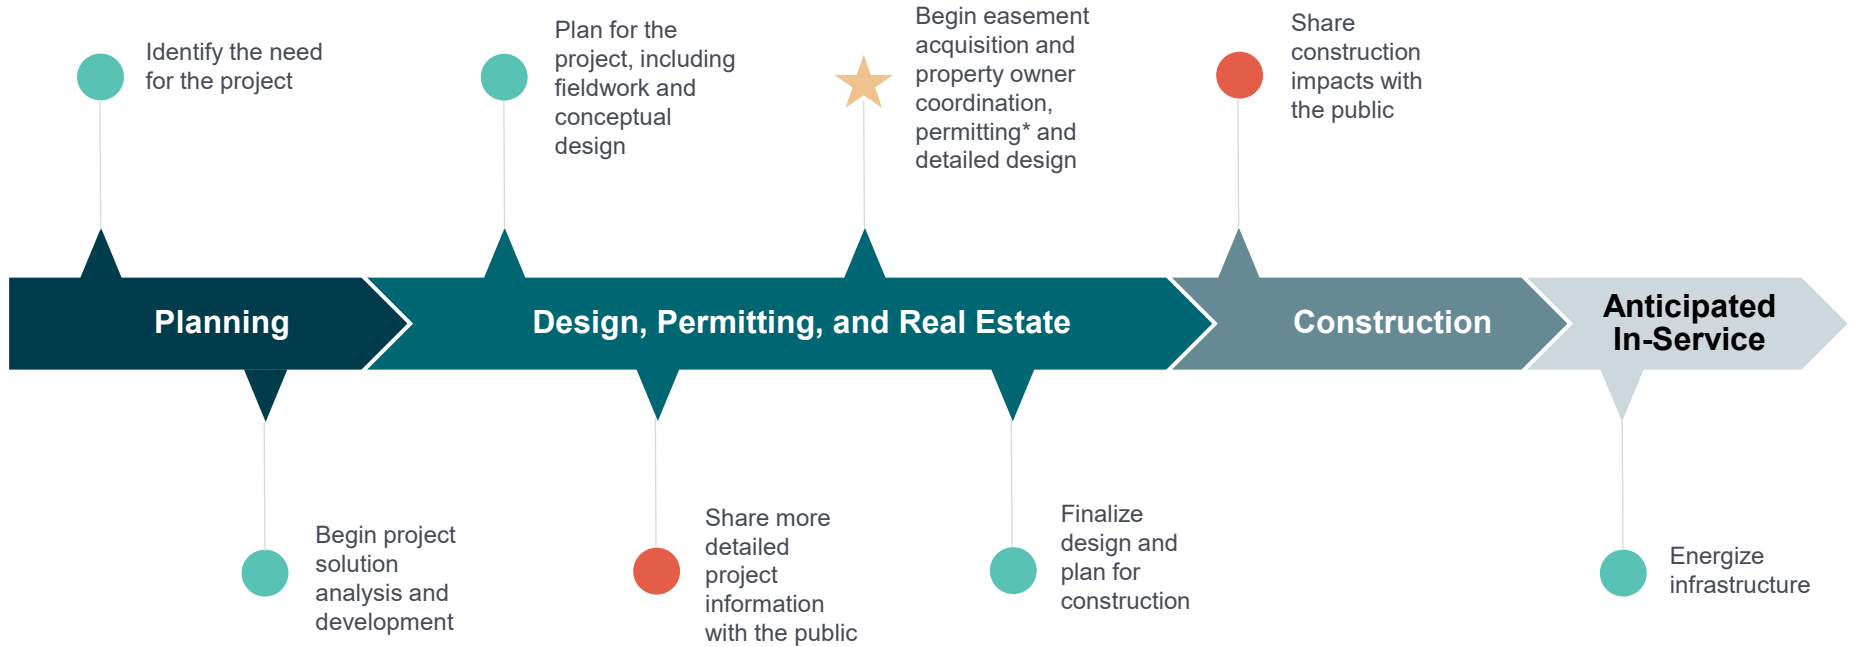 Identify the need
for the project
Plan for the
project, including
fieldwork and
conceptual
design
Begin easement
acquisition and
property owner
coordination,
permitting* and
detailed design
Share
construction
impacts with
the public
Planning
Design, Permitting, and Real Estate
Construction
Anticipated
In-Service
Begin project
solution
analysis and
development
Share more
detailed
project
information
with the public
Finalize
design and
plan for
construction
Energize
infrastructure